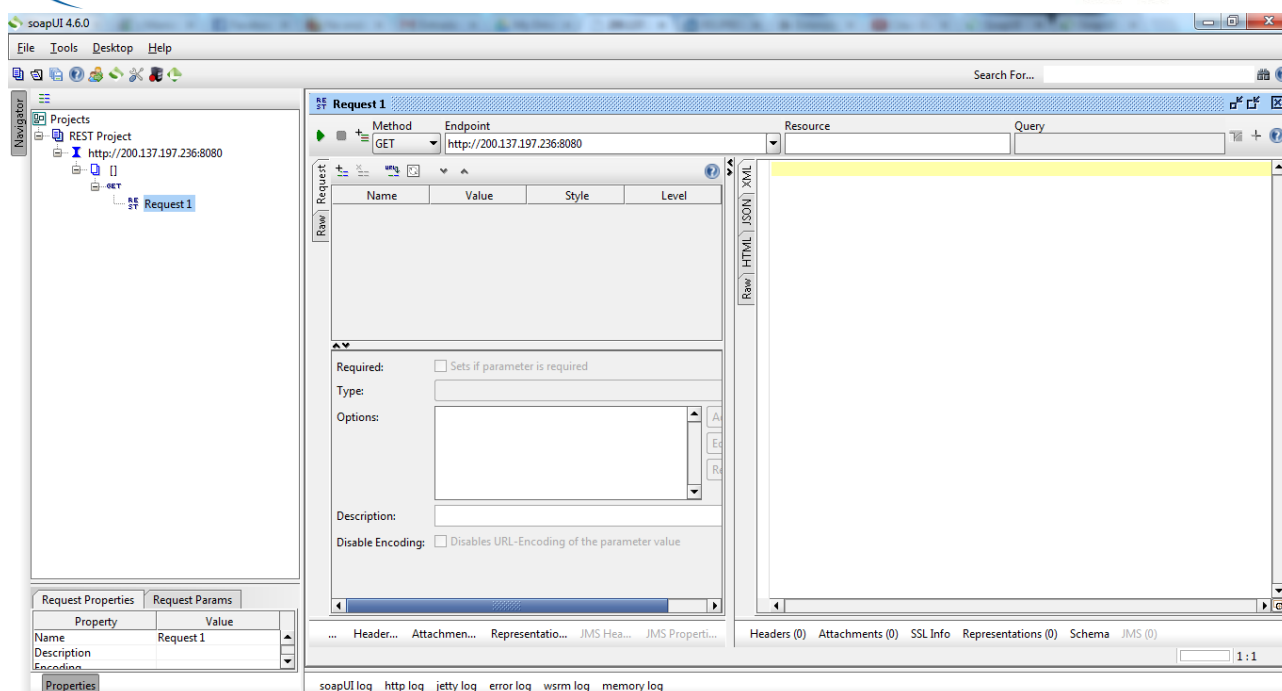 soapUI 4.6.0
File Tools Desktop Help
Search For...
Navigator
Projects
REST Project
http://200.137.197.236:8080
[]
GET
REST Request 1
REST Request 1
Method Endpoint Resource Query
GET http://200.137.197.236:8080
Request
Raw
Name Value Style Level
Required: Sets if parameter is required
Type:
Options:
Description:
Disable Encoding: Disables URL-Encoding of the parameter value
XML
JSON
HTML
Raw
Request Properties Request Params
Property Value
Name Request 1
Description
Encoding
Properties
... Header... Attachmen... Representatio... JMS Hea... JMS Properti...
Headers (0) Attachments (0) SSL Info Representations (0) Schema JMS (0)
1:1
soapUI log http log jetty log error log wsrm log memory log